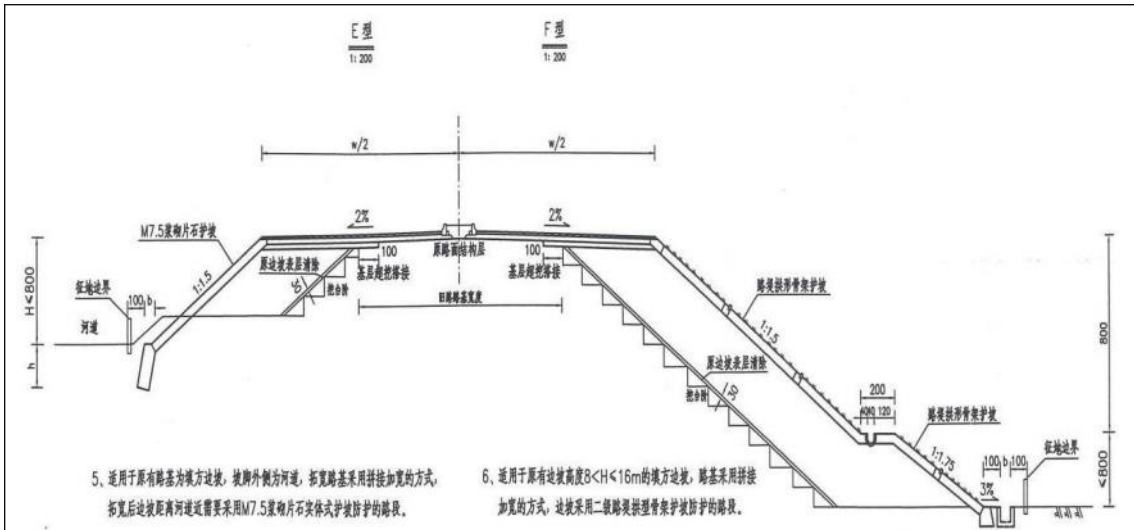 E型
1:200
F型
1:200
w/2
w/2
2%
2%
M7.5浆砌片石护坡
100
原路面结构层
100
原边坡表层清除
基层超挖搭接
基层超挖搭接
H≤800
1:1.5
30
挖台阶
旧路路基宽度
路堤拱形骨架护坡
1:1.5
800
征地边界
100
b
河道
h
原边坡表层清除
挖台阶
30
200
40
40
120
路堤拱形骨架护坡
1:1.75
征地边界
100
b
100
3%
≤800
5、适用于原有路基为填方边坡，坡脚外侧为河道，拓宽路基采用拼接加宽的方式，
拓宽后边坡距离河道近需要采用M7.5浆砌片石实体式护坡防护的路段。
6、适用于原有边坡高度8<H≤16m的填方边坡，路基采用拼接
加宽的方式，边坡采用二级路堤拱型骨架护坡防护的路段。